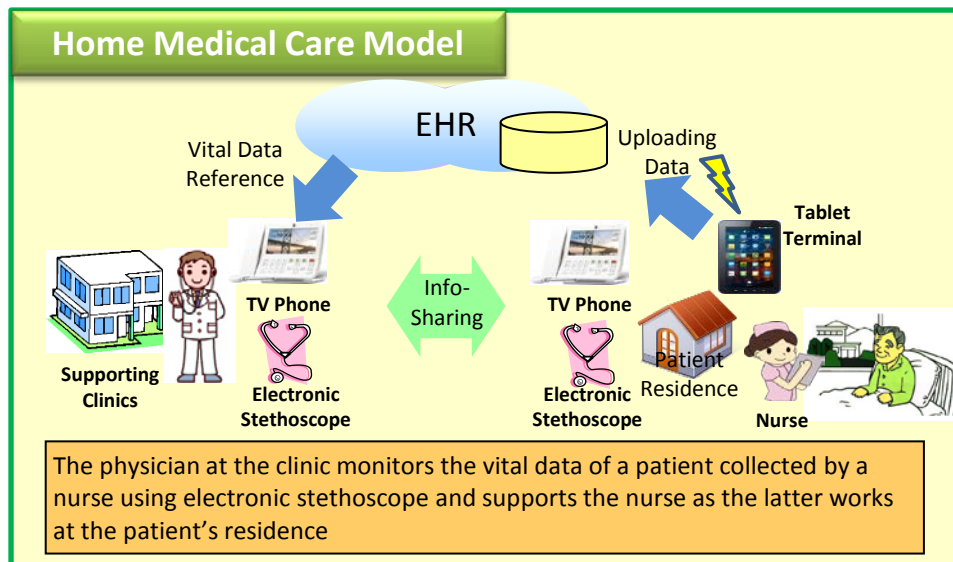 Home Medical Care Model
EHR
Vital Data
Reference
Uploading
Data
Tablet
Terminal
TV Phone
Info-
Sharing
TV Phone
Supporting
Clinics
Electronic
Stethoscope
Electronic
Stethoscope
Patient
Residence
Nurse
The physician at the clinic monitors the vital data of a patient collected by a
nurse using electronic stethoscope and supports the nurse as the latter works
at the patient's residence